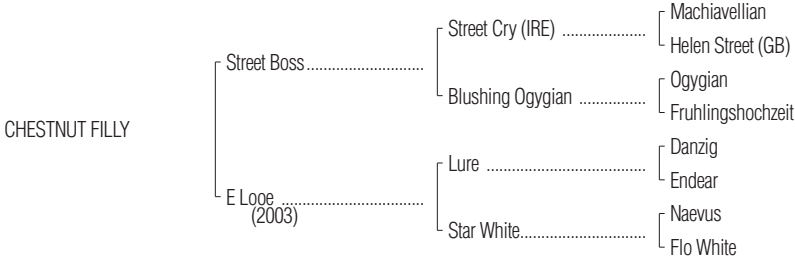 Machiavellian
Street Cry (IRE) ....................
Helen Street (GB)
Street Boss............................
Ogygian
Blushing Ogygian ................
Fruhlingshochzeit
CHESTNUT FILLY
Danzig
Lure ......................................
Endear
E Looe ..................................
(2003)
Naevus
Star White..............................
Flo White